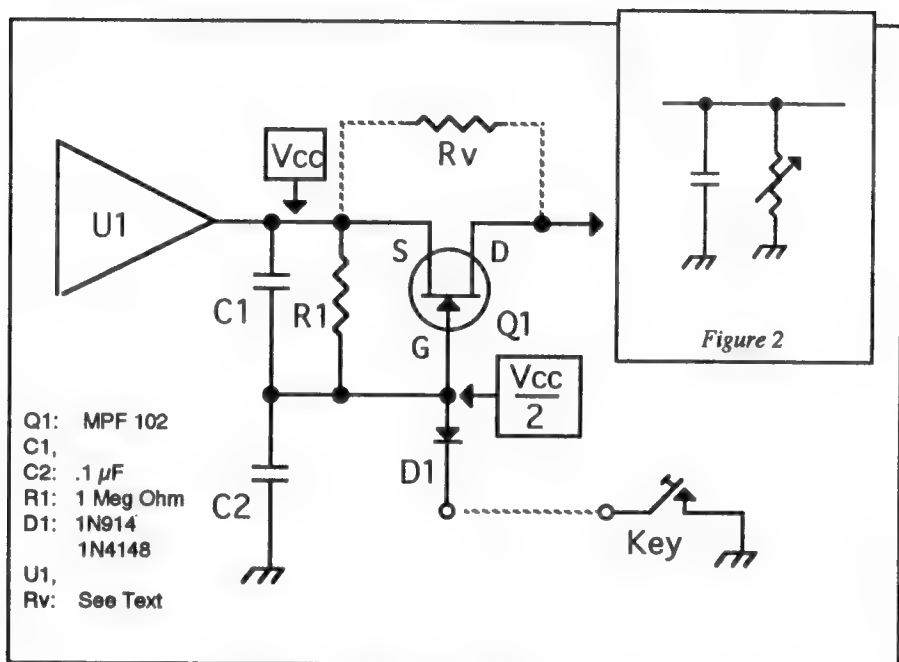 Vcc
Rv
U1
S
D
C1
R1
Q1
G
Figure 2
Vcc
2
Q1: MPF 102
C1,
C2: .1 µF
R1: 1 Meg Ohm
D1: 1N914
1N4148
U1,
Rv: See Text
C2
D1
Key